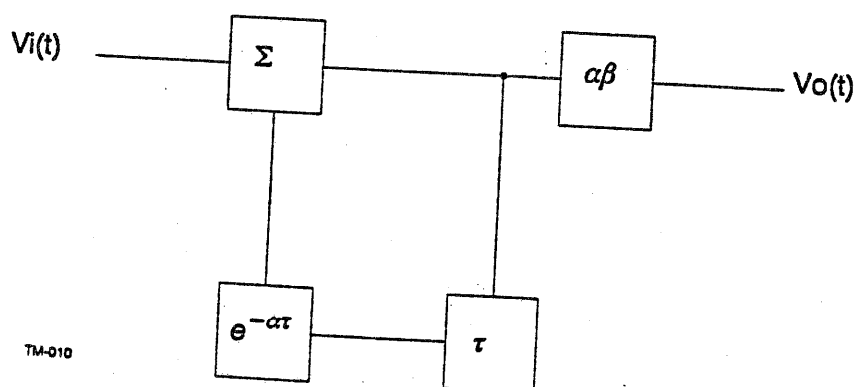 Vi(t)
Σ
αβ
Vo(t)
e^{-ατ}
τ
TM-010